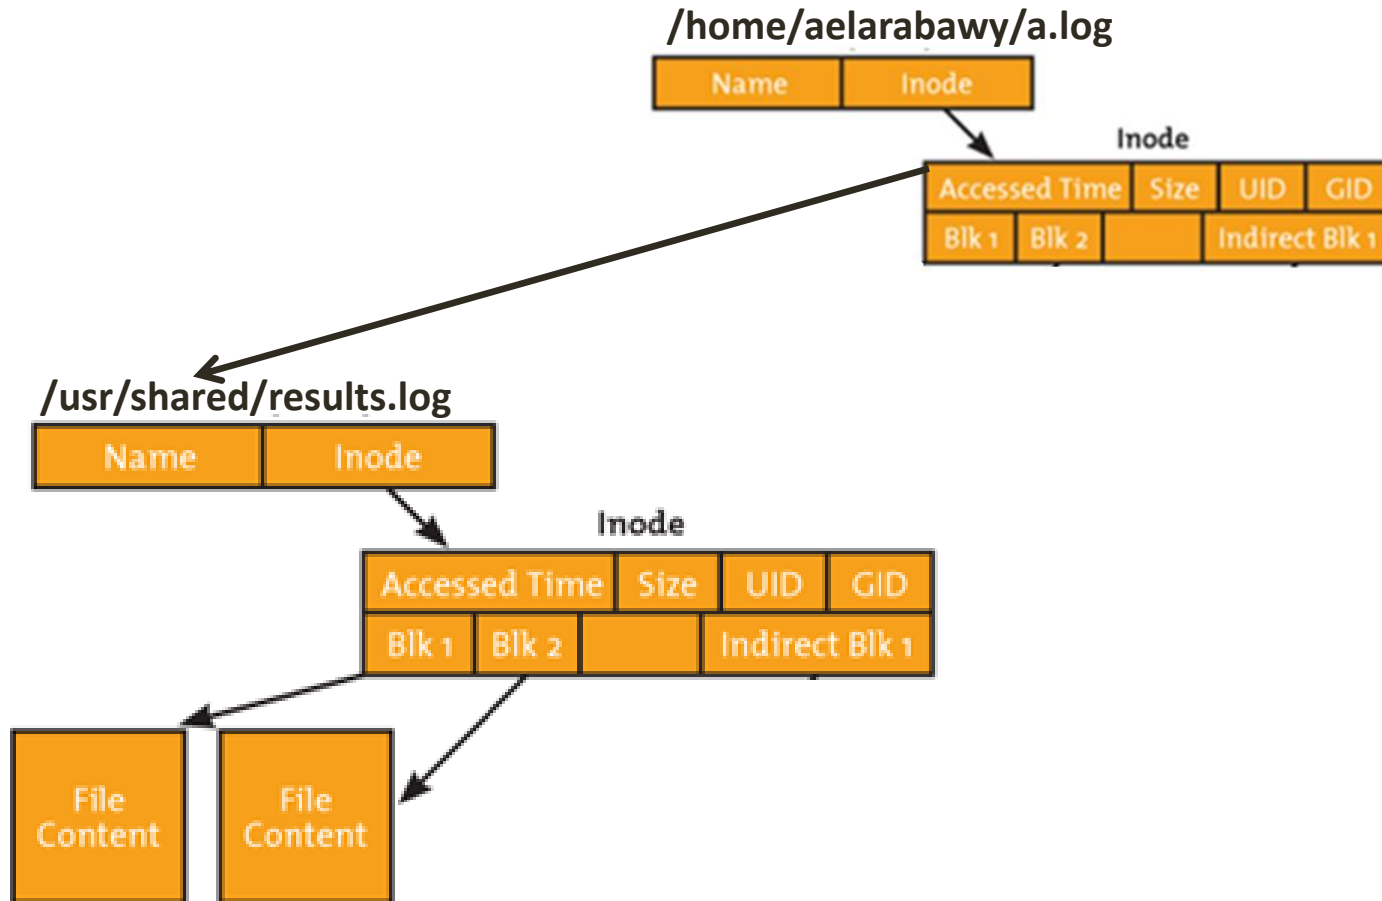 /home/aelarabawy/a.log
Name Inode
Inode
Accessed Time Size UID GID
Blk 1 Blk 2 Indirect Blk 1
/usr/shared/results.log
Name Inode
Inode
Accessed Time Size UID GID
Blk 1 Blk 2 Indirect Blk 1
File
Content
File
Content